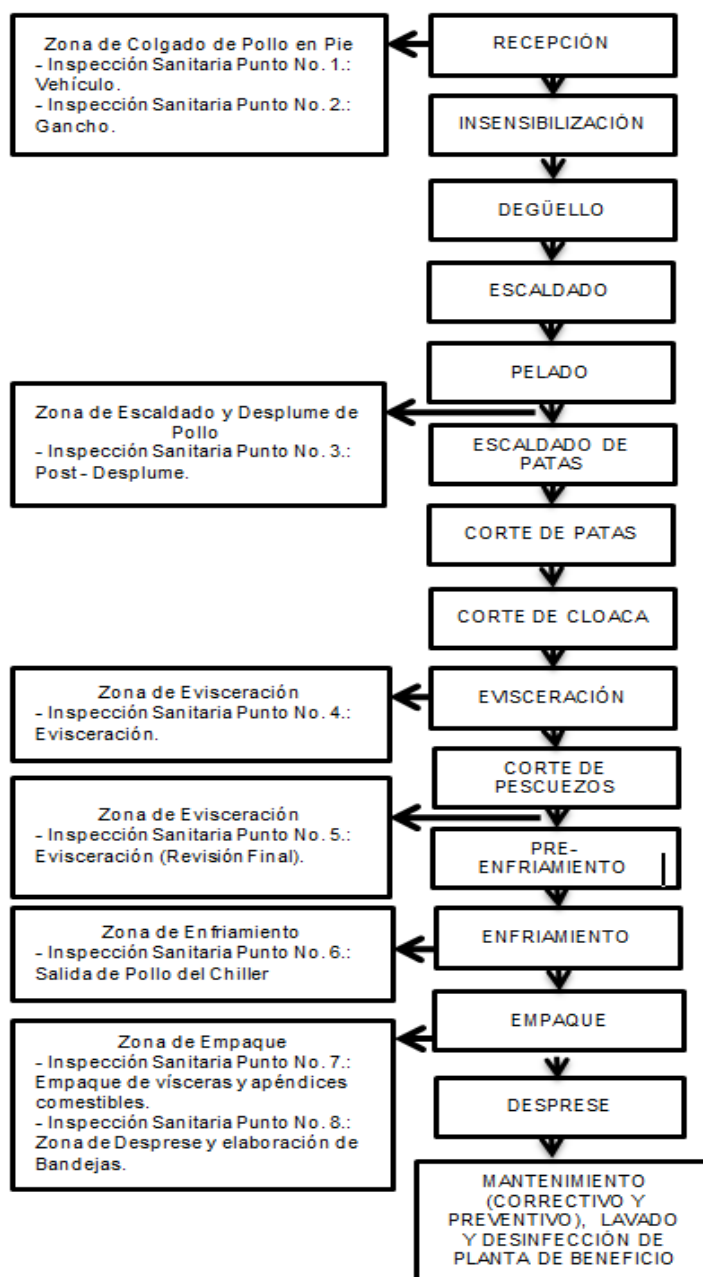 Zona de Colgado de Pollo en Pie
- Inspección Sanitaria Punto No. 1.:
Vehículo.
- Inspección Sanitaria Punto No. 2.:
Gancho.
RECEPCIÓN
INSENSIBILIZACIÓN
DEGÜELLO
ESCALDADO
PELADO
Zona de Escaldado y Desplume de
Pollo
- Inspección Sanitaria Punto No. 3.:
Post - Desplume.
ESCALDADO DE
PATAS
CORTE DE PATAS
CORTE DE CLOACA
Zona de Evisceración
- Inspección Sanitaria Punto No. 4.:
Evisceración.
EVISCERACIÓN
CORTE DE
PESCUEZOS
Zona de Evisceración
- Inspección Sanitaria Punto No. 5.:
Evisceración (Revisión Final).
PRE-
ENFRIAMIENTO
Zona de Enfriamiento
- Inspección Sanitaria Punto No. 6.:
Salida de Pollo del Chiller
ENFRIAMIENTO
EMPAQUE
Zona de Empaque
- Inspección Sanitaria Punto No. 7.:
Empaque de vísceras y apéndices
comestibles.
- Inspección Sanitaria Punto No. 8.:
Zona de Desprese y elaboración de
Bandejas.
DESPRESE
MANTENIMIENTO
(CORRECTIVO Y
PREVENTIVO), LAVADO
Y DESINFECCIÓN DE
PLANTA DE BENEFICIO